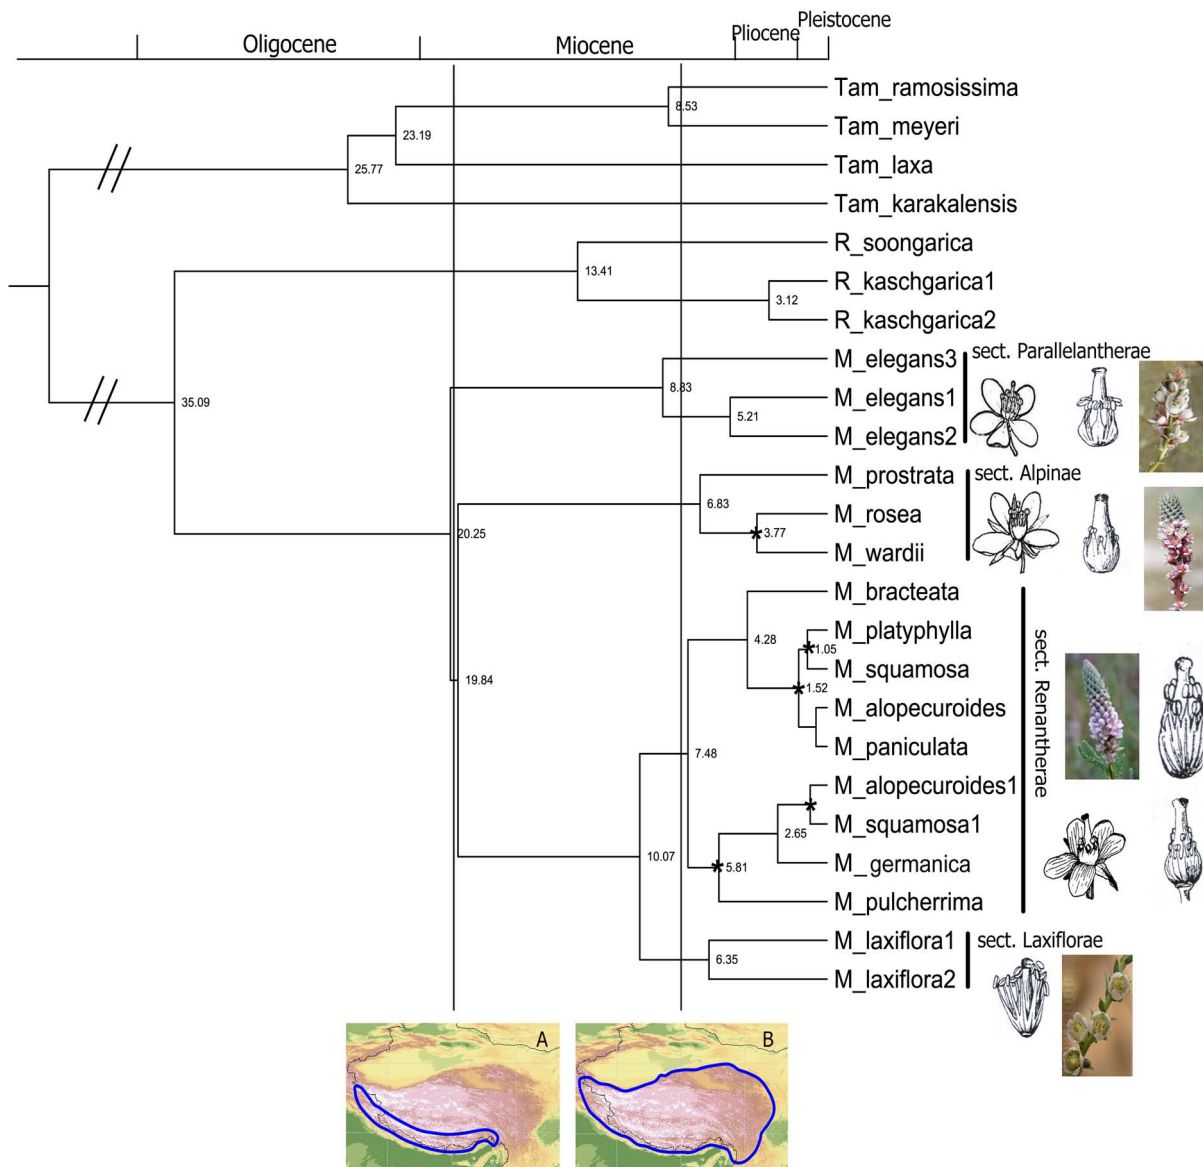 Pleistocene
Oligocene
Miocene
Pliocene
Tam_ramosissima
8.53
Tam_meyeri
23.19
Tam_laxa
25.77
Tam_karakalensis
R_soongarica
13.41
R_kaschgarica1
3.12
R_kaschgarica2
sect. Parallelantherae
M_elegans3
8.83
M_elegans1
35.09
5.21
M_elegans2
sect. Alpinae
M_prostrata
6.83
M_rosea
20.25
*3.77
M_wardii
M_bracteata
M_platyphylla
4.28
*1.05
M_squamosa
19.84
*1.52
sect. Renantherae
M_alopecuroides
M_paniculata
7.48
M_alopecuroides1
*
M_squamosa1
2.65
10.07
M_germanica
*5.81
M_pulcherrima
M_laxiflora1
sect. Laxiflorae
6.35
M_laxiflora2
A
B